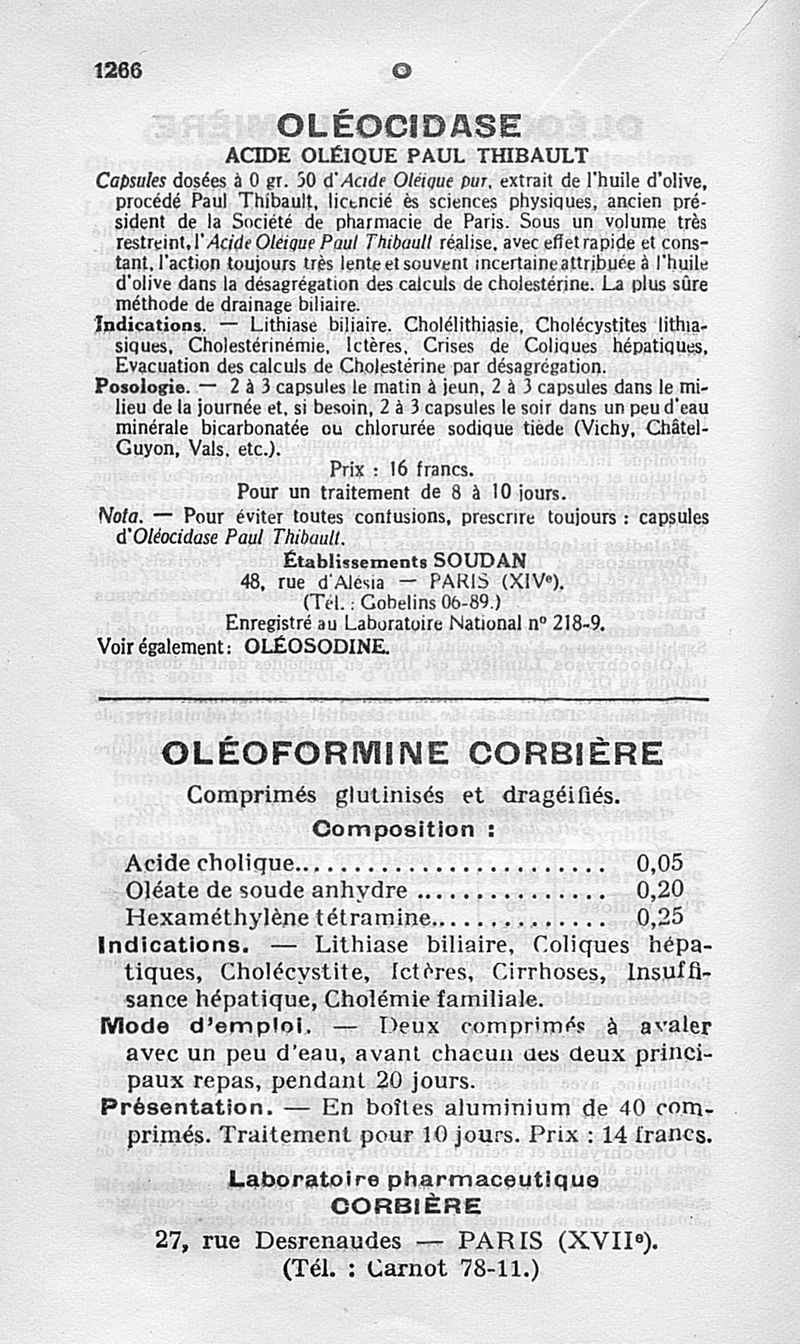 1266
O
OLÉOCIDASE
ACIDE OLÉIQUE PAUL THIBAULT
Capsules dosées à 0 gr. 50 d'Acide Oléique pur, extrait de l'huile d'olive,
procédé Paul Thibault, licencié ès sciences physiques, ancien pré-
sident de la Société de pharmacie de Paris. Sous un volume très
restreint, l'Acide Oléique Paul Thibault réalise, avec effet rapide et cons-
tant, l'action toujours très lente et souvent incertaine attribuée à l'huile
d'olive dans la désagrégation des calculs de cholestérine. La plus sûre
méthode de drainage biliaire.
Indications. — Lithiase biliaire. Cholélithiasie, Cholécystites lithia-
siques, Cholestérinémie, Ictères, Crises de Coliques hépatiques,
Evacuation des calculs de Cholestérine par désagrégation.
Posologie. — 2 à 3 capsules le matin à jeun, 2 à 3 capsules dans le mi-
lieu de la journée et, si besoin, 2 à 3 capsules le soir dans un peu d'eau
minérale bicarbonatée ou chlorurée sodique tiède (Vichy, Châtel-
Guyon, Vals, etc.).
Prix : 16 francs.
Pour un traitement de 8 à 10 jours.
Nota. — Pour éviter toutes confusions, prescrire toujours : capsules
d'Oléocidase Paul Thibault.
Établissements SOUDAN
48, rue d'Alésia — PARIS (XIVe).
(Tél. : Gobelins 06-89.)
Enregistré au Laboratoire National n° 218-9.
Voir également : OLÉOSODINE.
OLÉOFORMINE CORBIÈRE
Comprimés glutinisés et dragéifiés.
Composition :
Acide cholique........................ 0,05
Oléate de soude anhydre ............... 0,20
Hexaméthylène tétramine.............. 0,25
Indications. — Lithiase biliaire, Coliques hépa-
tiques, Cholécystite, Ictères, Cirrhoses, Insuffi-
sance hépatique, Cholémie familiale.
Mode d'emploi. — Deux comprimés à avaler
avec un peu d'eau, avant chacun des deux princi-
paux repas, pendant 20 jours.
Présentation. — En boîtes aluminium de 40 com-
primés. Traitement pour 10 jours. Prix : 14 francs.
Laboratoire pharmaceutique
CORBIÈRE
27, rue Desrenaudes — PARIS (XVIIe).
(Tél. : Carnot 78-11.)